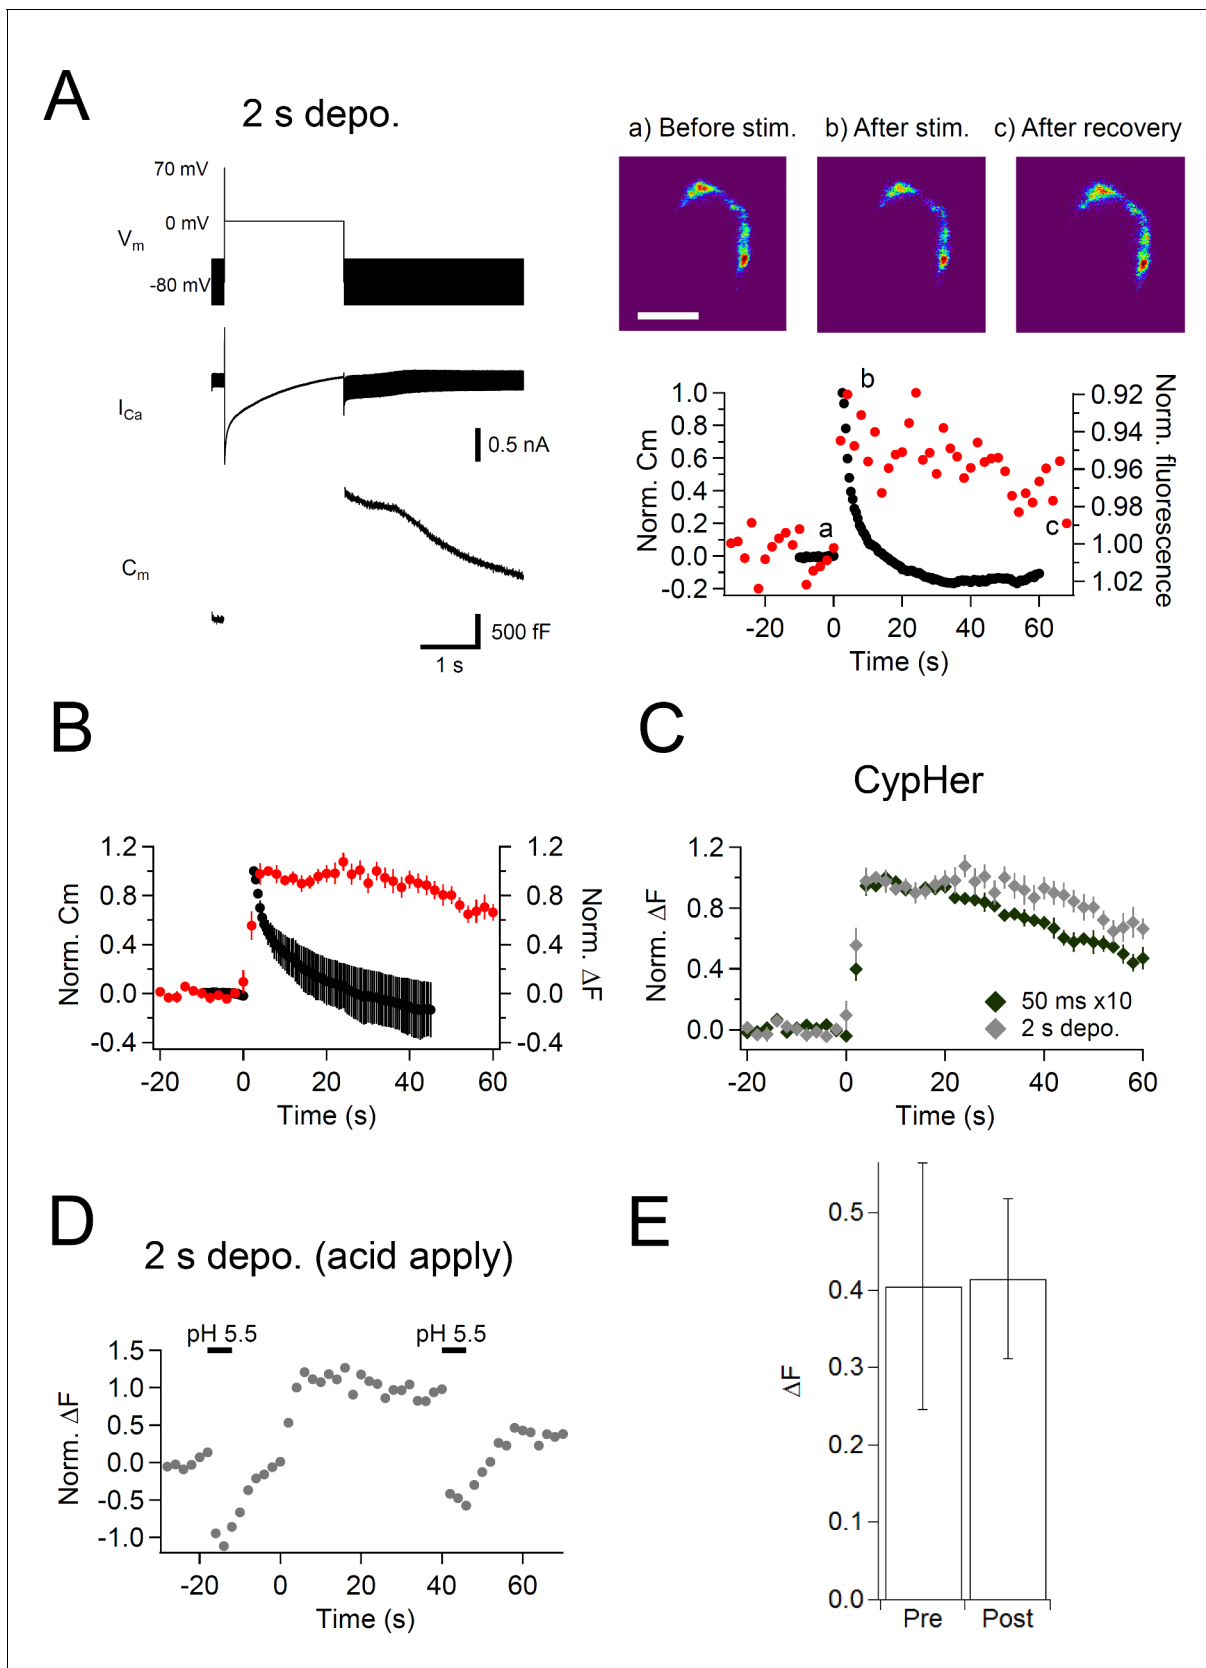 A
2 s depo.
a) Before stim.
b) After stim.
c) After recovery
70 mV
0 mV
Vm
-80 mV
ICa
0.5 nA
Cm
500 fF
1 s
1.0
0.8
0.6
0.4
0.2
0.0
-0.2
Norm. Cm
b
a
c
0.92
0.94
0.96
0.98
1.00
1.02
Norm. fluorescence
-20 0 20 40 60
Time (s)
B
1.2
0.8
0.4
0.0
-0.4
Norm. Cm
1.2
0.8
0.4
0.0
-0.4
Norm. ΔF
-20 0 20 40 60
Time (s)
C
CypHer
1.2
0.8
0.4
0.0
Norm. ΔF
50 ms x10
2 s depo.
-20 0 20 40 60
Time (s)
D
2 s depo. (acid apply)
pH 5.5
pH 5.5
1.5
1.0
0.5
0.0
-0.5
-1.0
Norm. ΔF
-20 0 20 40 60
Time (s)
E
0.5
0.4
0.3
0.2
0.1
0.0
ΔF
Pre Post